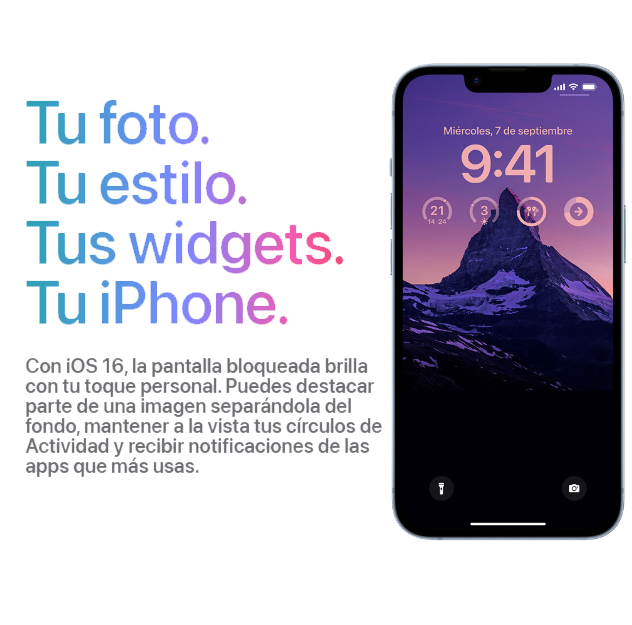 Tu foto.
Tu estilo.
Tus widgets.
Tu iPhone.
Con iOS 16, la pantalla bloqueada brilla
con tu toque personal. Puedes destacar
parte de una imagen separándola del
fondo, mantener a la vista tus círculos de
Actividad y recibir notificaciones de las
apps que más usas.
Miércoles, 7 de septiembre
9:41
21
14 24
3